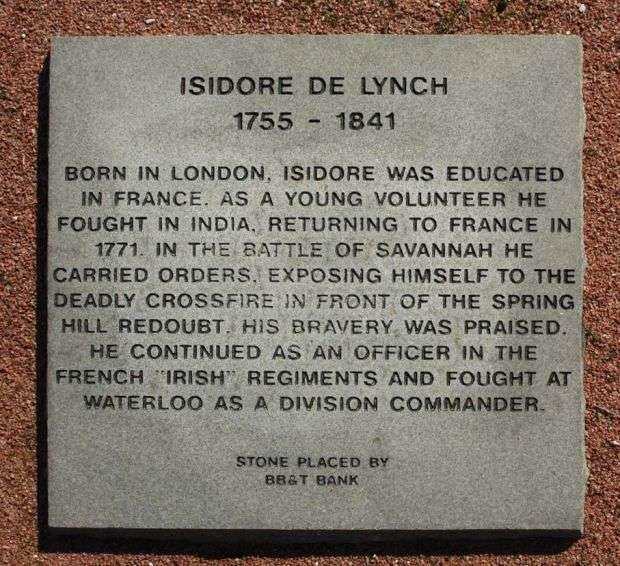 ISIDORE DE LYNCH
1755 - 1841
BORN IN LONDON, ISIDORE WAS EDUCATED
IN FRANCE. AS A YOUNG VOLUNTEER HE
FOUGHT IN INDIA, RETURNING TO FRANCE IN
1771. IN THE BATTLE OF SAVANNAH HE
CARRIED ORDERS, EXPOSING HIMSELF TO THE
DEADLY CROSSFIRE IN FRONT OF THE SPRING
HILL REDOUBT. HIS BRAVERY WAS PRAISED.
HE CONTINUED AS AN OFFICER IN THE
FRENCH "IRISH" REGIMENTS AND FOUGHT AT
WATERLOO AS A DIVISION COMMANDER.
STONE PLACED BY
BB&T BANK